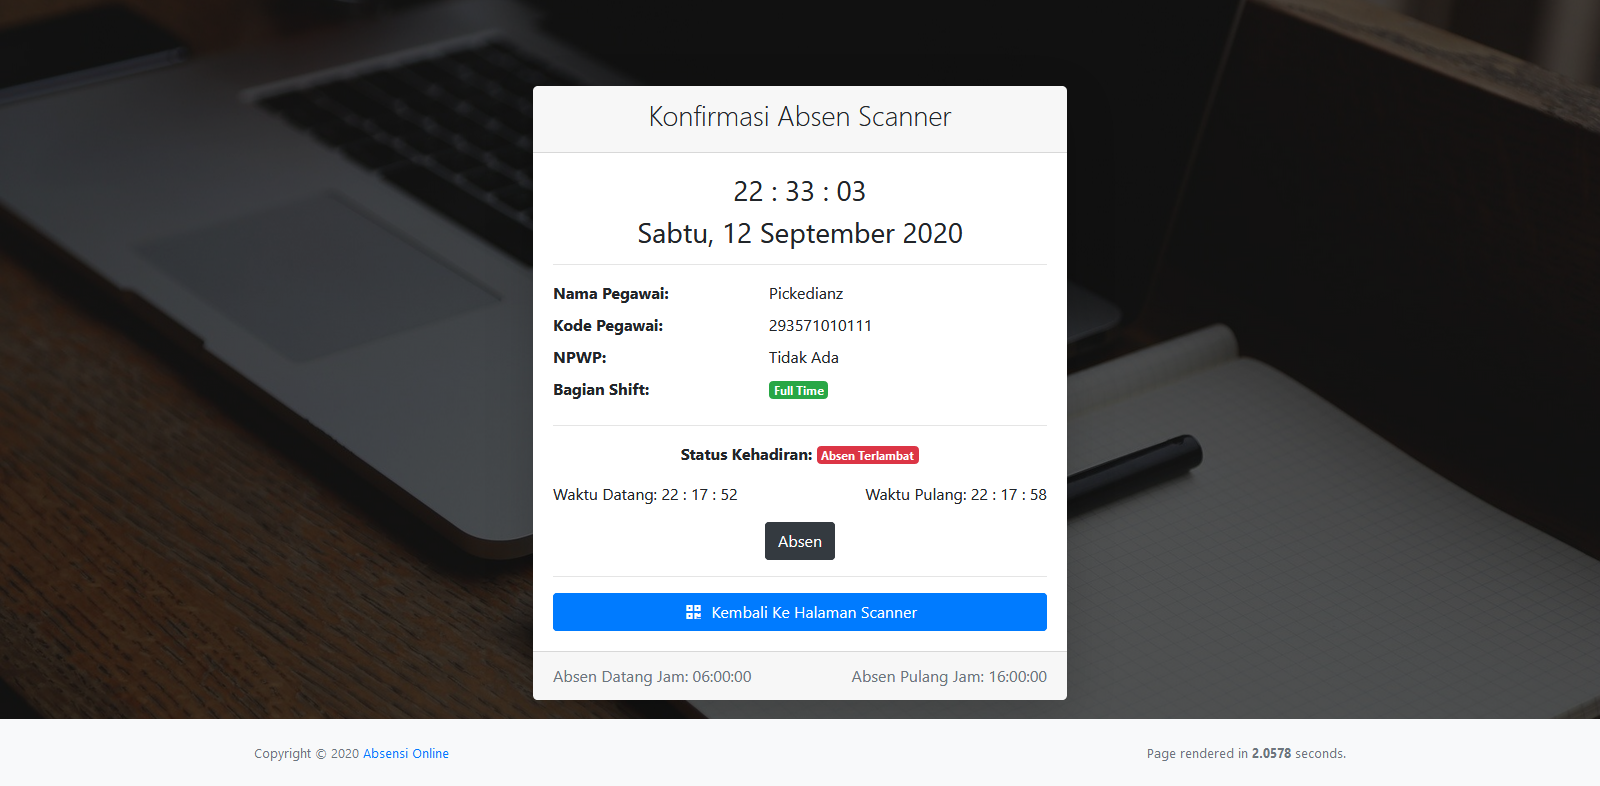 Konfirmasi Absen Scanner
22 : 33 : 03
Sabtu, 12 September 2020
Nama Pegawai: Pickedianz
Kode Pegawai: 293571010111
NPWP: Tidak Ada
Bagian Shift: Full Time
Status Kehadiran: Absen Terlambat
Waktu Datang: 22 : 17 : 52 Waktu Pulang: 22 : 17 : 58
Absen
Kembali Ke Halaman Scanner
Absen Datang Jam: 06:00:00 Absen Pulang Jam: 16:00:00
Copyright © 2020 Absensi Online Page rendered in 2.0578 seconds.